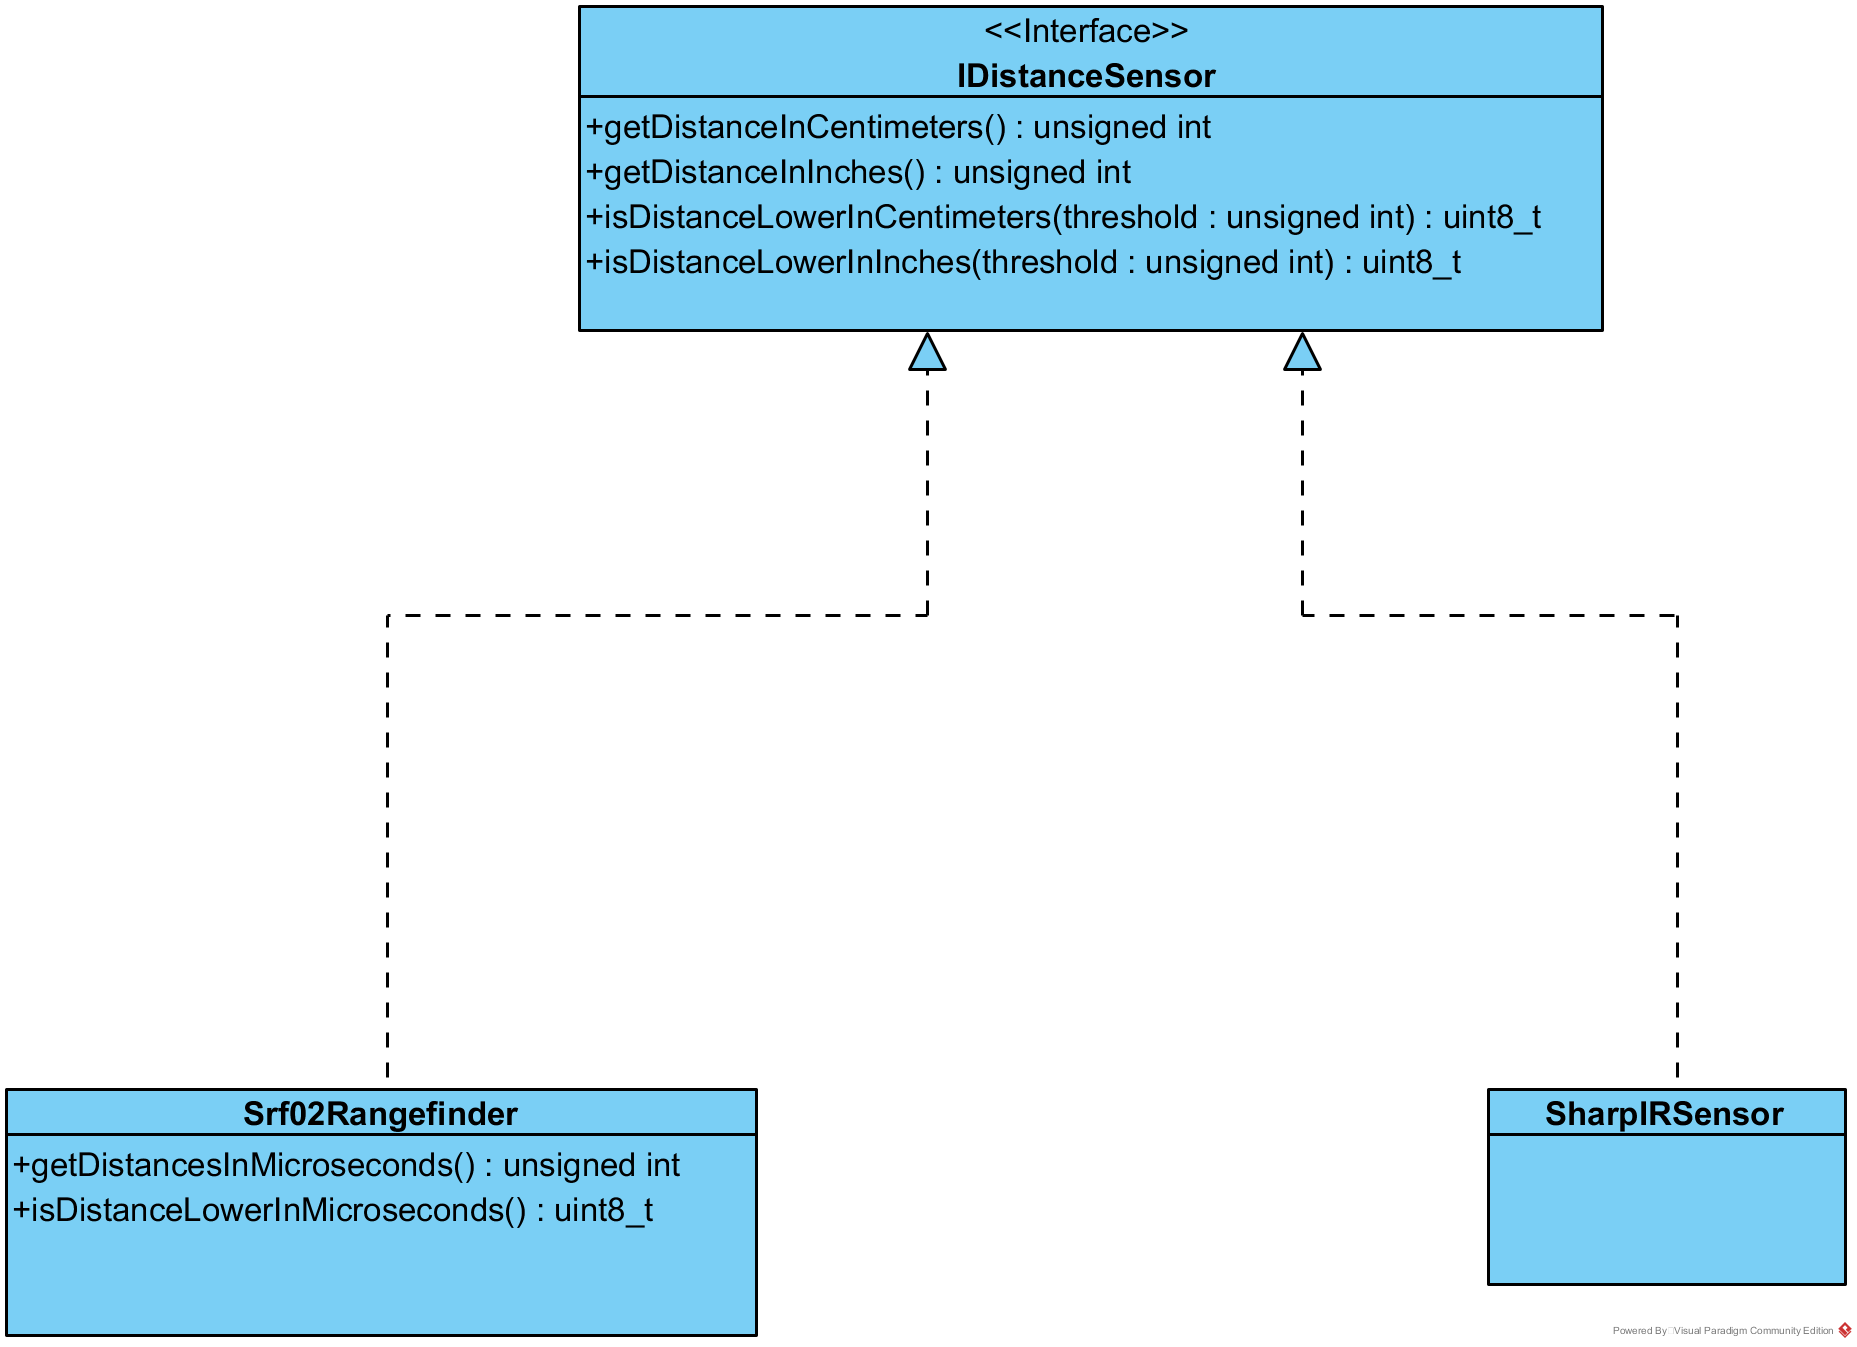 <<Interface>>
IDistanceSensor
+getDistanceInCentimeters() : unsigned int
+getDistanceInInches() : unsigned int
+isDistanceLowerInCentimeters(threshold : unsigned int) : uint8_t
+isDistanceLowerInInches(threshold : unsigned int) : uint8_t
Srf02Rangefinder
+getDistancesInMicroseconds() : unsigned int
+isDistanceLowerInMicroseconds() : uint8_t
SharpIRSensor
Powered By Visual Paradigm Community Edition